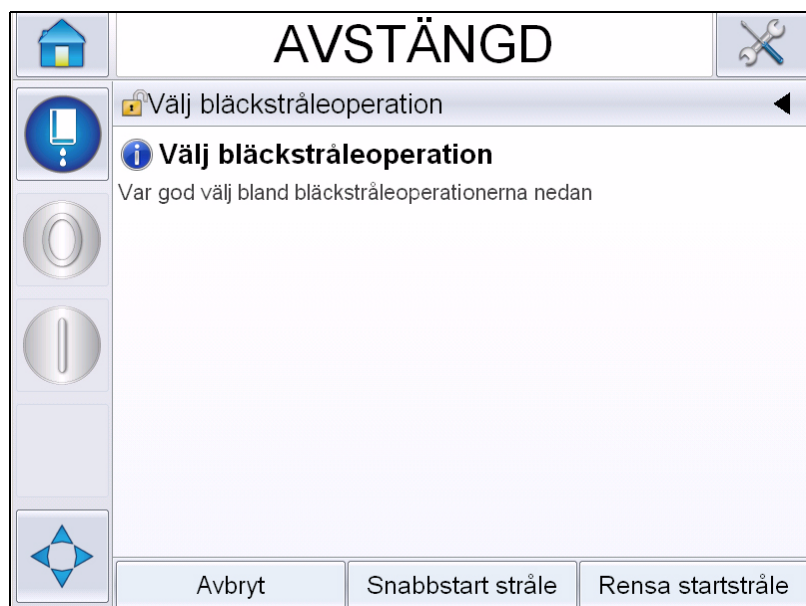 AVSTÄNGD
Välj bläckstråleoperation
Välj bläckstråleoperation
Var god välj bland bläckstråleoperationerna nedan
Avbryt
Snabbstart stråle
Rensa startstråle